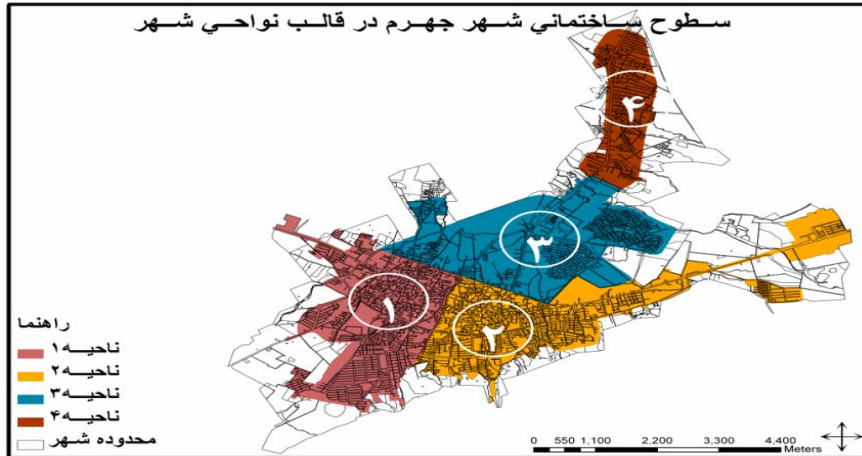 سطوح ساختماني شهر جهرم در قالب نواحي شهر
۴
۳
۱
۲
راهنما
ناحیه۱
ناحیه۲
ناحیه۳
ناحیه۴
محدوده شهر
0 550 1,100 2,200 3,300 4,400
Meters